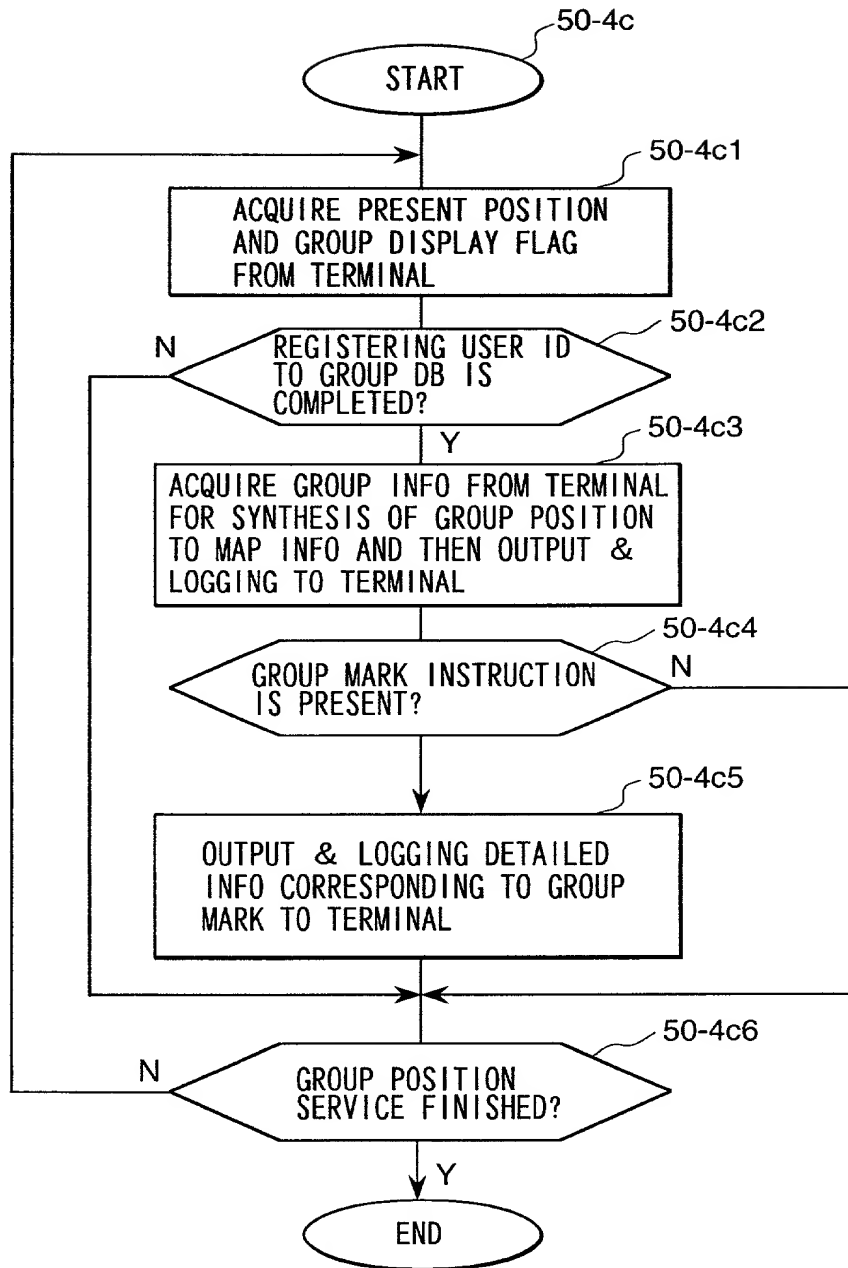 50-4c
START
50-4c1
ACQUIRE PRESENT POSITION
AND GROUP DISPLAY FLAG
FROM TERMINAL
50-4c2
N
REGISTERING USER ID
TO GROUP DB IS
COMPLETED?
Y
50-4c3
ACQUIRE GROUP INFO FROM TERMINAL
FOR SYNTHESIS OF GROUP POSITION
TO MAP INFO AND THEN OUTPUT &
LOGGING TO TERMINAL
50-4c4
GROUP MARK INSTRUCTION
IS PRESENT?
N
50-4c5
OUTPUT & LOGGING DETAILED
INFO CORRESPONDING TO GROUP
MARK TO TERMINAL
50-4c6
N
GROUP POSITION
SERVICE FINISHED?
Y
END